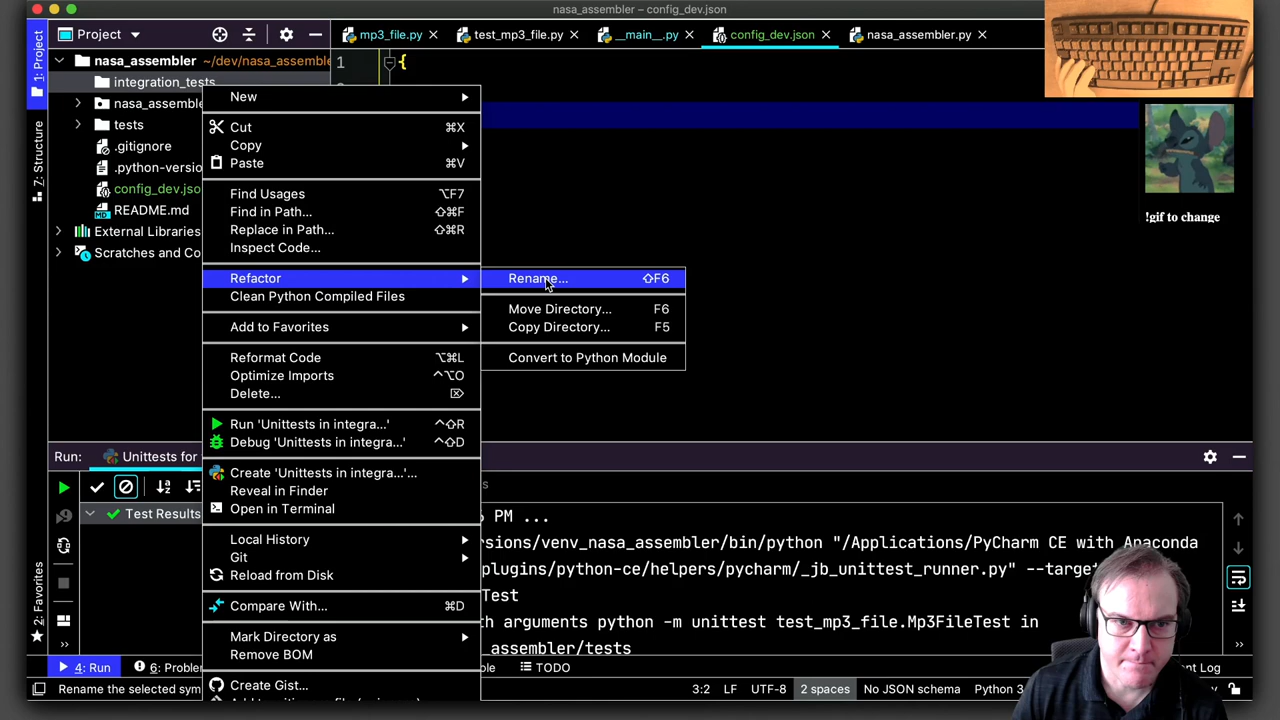 nasa_assembler – config_dev.json
1: Project
Project
mp3_file.py
test_mp3_file.py
__main__.py
config_dev.json
nasa_assembler.py
nasa_assembler ~/dev/nasa_assemble
1
{
integration_tests
nasa_assemble
tests
.gitignore
.python-versio
config_dev.jso
README.md
External Libraries
Scratches and Co
7: Structure
New
Cut ⌘X
Copy
Paste ⌘V
Find Usages ⌥F7
Find in Path... ⇧⌘F
Replace in Path... ⇧⌘R
Inspect Code...
Refactor
Clean Python Compiled Files
Add to Favorites
Reformat Code ⌥⌘L
Optimize Imports ^⌥O
Delete... ⌦
Run 'Unittests in integra...' ^⇧R
Debug 'Unittests in integra...' ^⇧D
Create 'Unittests in integra...'...
Reveal in Finder
Open in Terminal
Local History
Git
Reload from Disk
Compare With... ⌘D
Mark Directory as
Remove BOM
Create Gist...
Rename... ⇧F6
Move Directory... F6
Copy Directory... F5
Convert to Python Module
!gif to change
Run:
Unittests for
Test Results
PM ...
rsions/venv_nasa_assembler/bin/python "/Applications/PyCharm CE with Anaconda
plugins/python-ce/helpers/pycharm/_jb_unittest_runner.py" --targe
Test
th arguments python -m unittest test_mp3_file.Mp3FileTest in
assembler/tests
2: Favorites
4: Run
6: Proble
TODO
nt Log
Rename the selected sym
3:2
LF
UTF-8
2 spaces
No JSON schema
Python 3